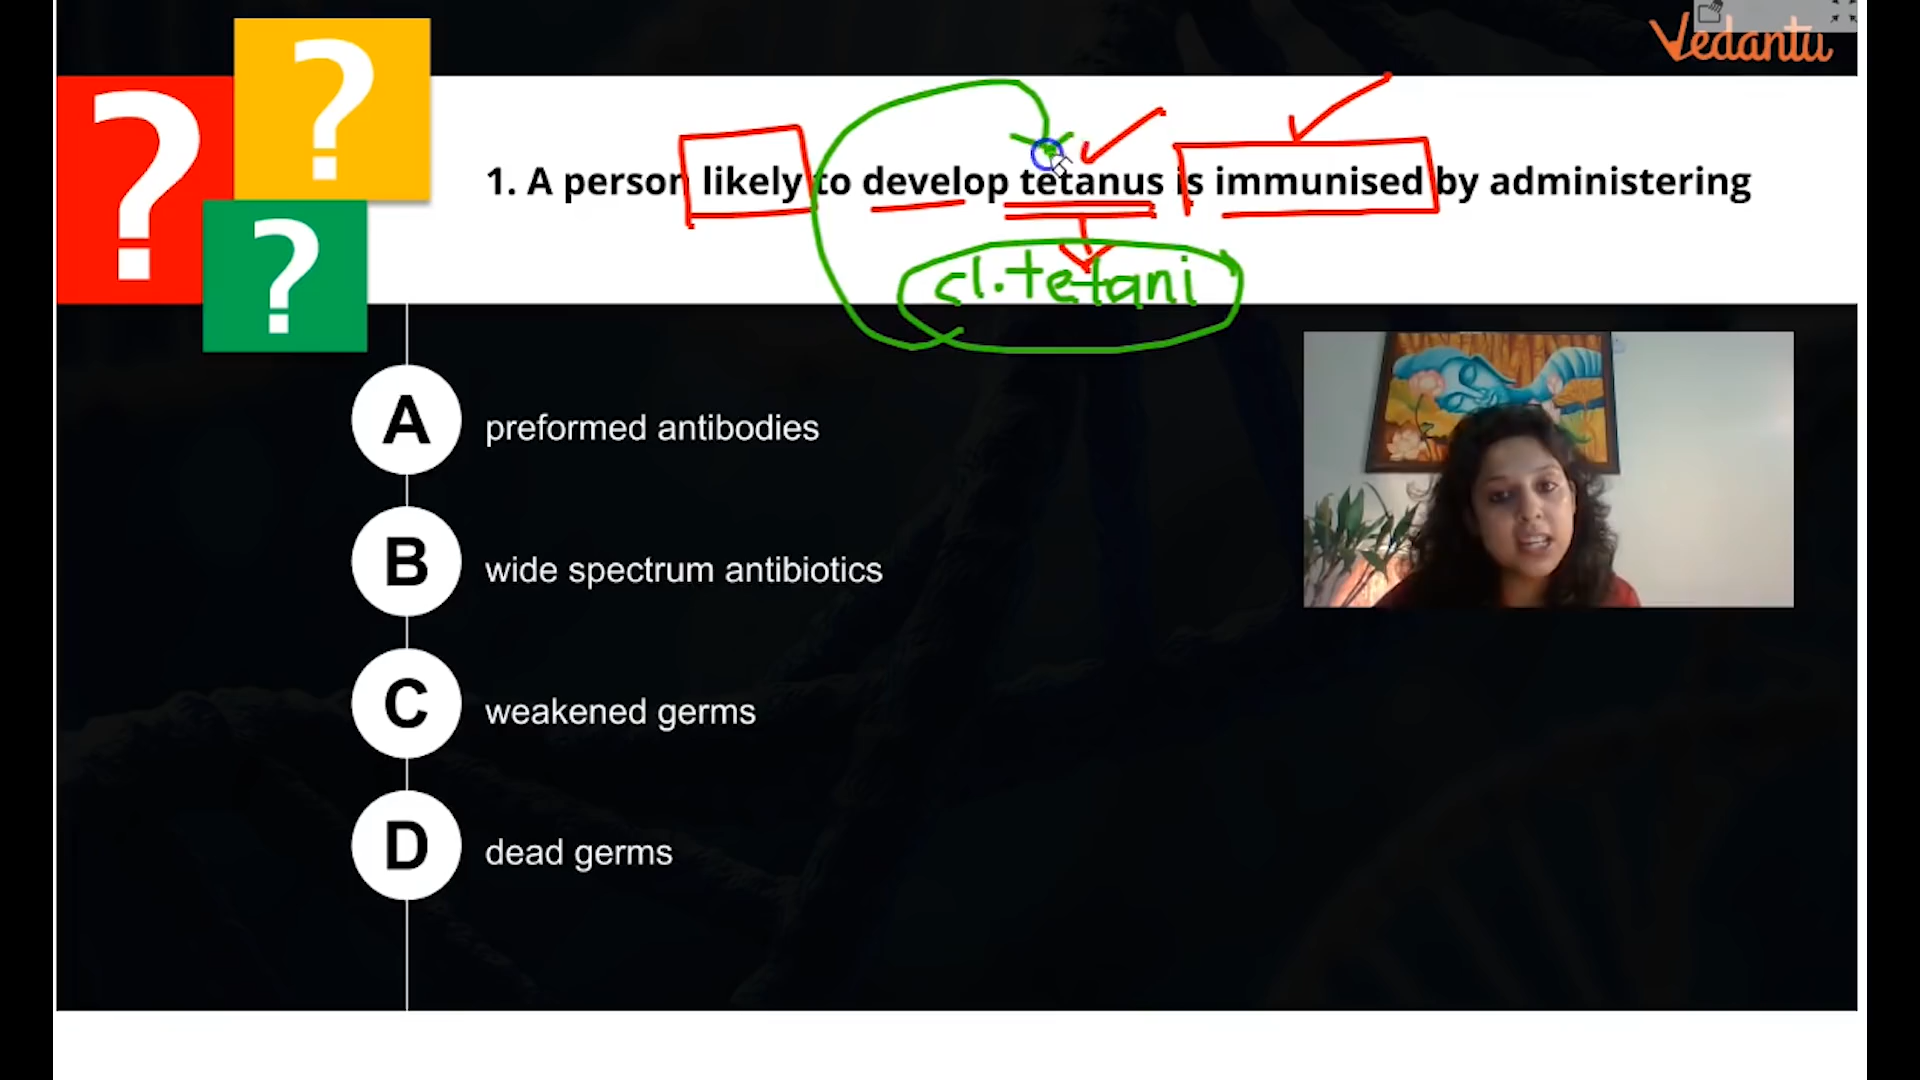 Vedantu
?
?
?
1. A person likely to develop tetanus is immunised by administering
cl.tetani
A preformed antibodies
B wide spectrum antibiotics
C weakened germs
D dead germs